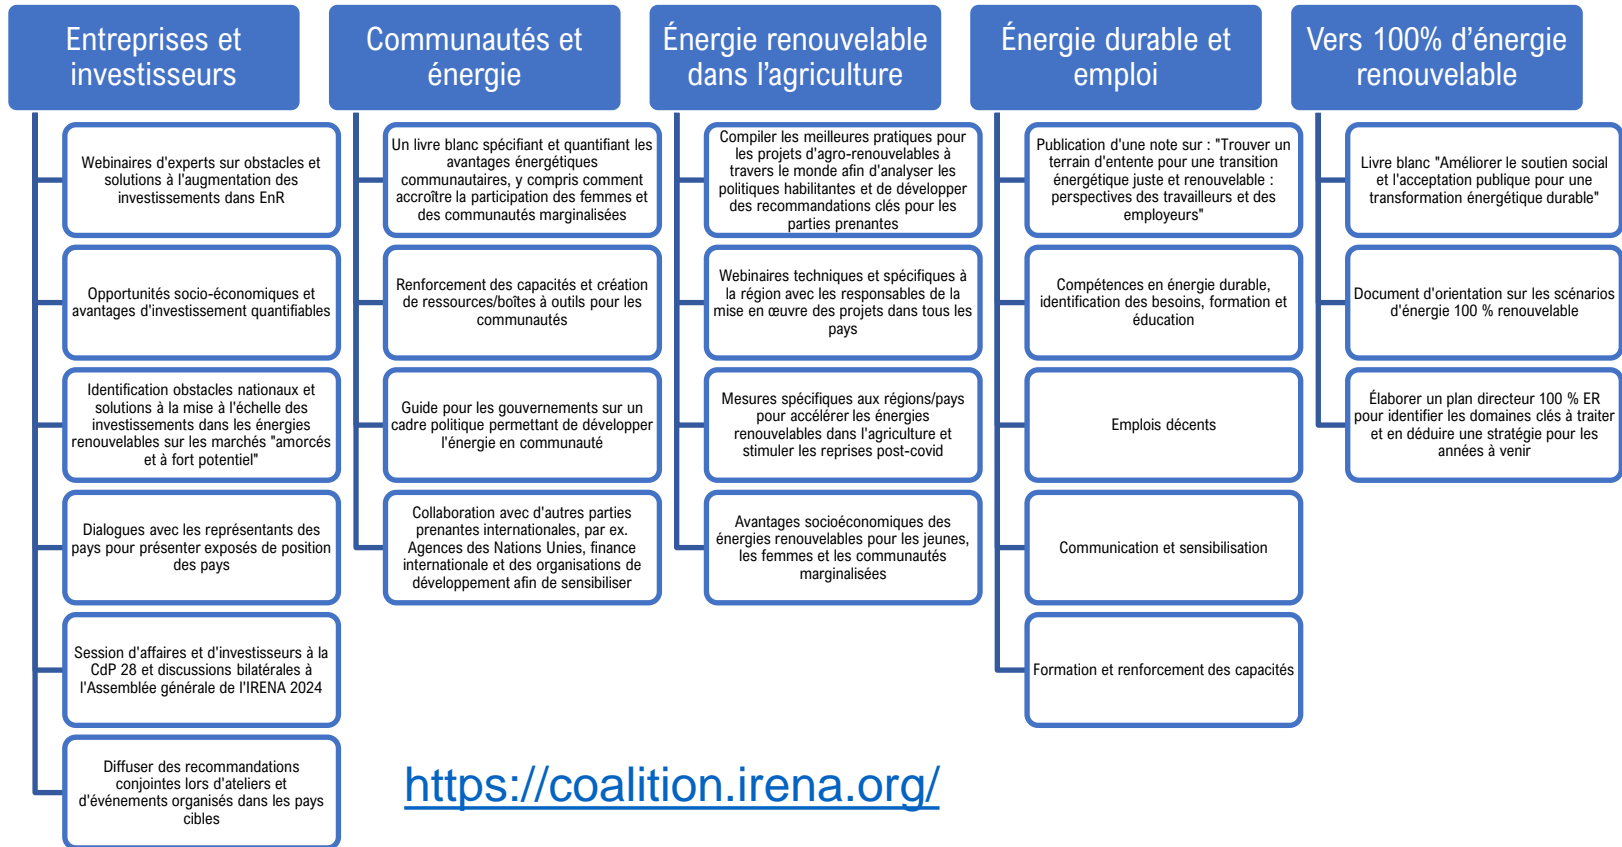 Entreprises et
investisseurs
Webinaires d'experts sur obstacles et
solutions à l'augmentation des
investissements dans EnR
Opportunités socio-économiques et
avantages d'investissement quantifiables
Identification obstacles nationaux et
solutions à la mise à l'échelle des
investissements dans les énergies
renouvelables sur les marchés "amorcés
et à fort potentiel"
Dialogues avec les représentants des
pays pour présenter exposés de position
des pays
Session d'affaires et d'investisseurs à la
CdP 28 et discussions bilatérales à
l'Assemblée générale de l'IRENA 2024
Diffuser des recommandations
conjointes lors d'ateliers et
d'événements organisés dans les pays
cibles
Communautés et
énergie
Un livre blanc spécifiant et quantifiant les
avantages énergétiques
communautaires, y compris comment
accroître la participation des femmes et
des communautés marginalisées
Renforcement des capacités et création
de ressources/boîtes à outils pour les
communautés
Guide pour les gouvernements sur un
cadre politique permettant de développer
l'énergie en communauté
Collaboration avec d'autres parties
prenantes internationales, par ex.
Agences des Nations Unies, finance
internationale et des organisations de
développement afin de sensibiliser
Énergie renouvelable
dans l’agriculture
Compiler les meilleures pratiques pour
les projets d'agro-renouvelables à
travers le monde afin d'analyser les
politiques habilitantes et de développer
des recommandations clés pour les
parties prenantes
Webinaires techniques et spécifiques à
la région avec les responsables de la
mise en œuvre des projets dans tous les
pays
Mesures spécifiques aux régions/pays
pour accélérer les énergies
renouvelables dans l'agriculture et
stimuler les reprises post-covid
Avantages socioéconomiques des
énergies renouvelables pour les jeunes,
les femmes et les communautés
marginalisées
Énergie durable et
emploi
Publication d'une note sur : "Trouver un
terrain d'entente pour une transition
énergétique juste et renouvelable :
perspectives des travailleurs et des
employeurs"
Compétences en énergie durable,
identification des besoins, formation et
éducation
Emplois décents
Communication et sensibilisation
Formation et renforcement des capacités
Vers 100% d’énergie
renouvelable
Livre blanc "Améliorer le soutien social
et l'acceptation publique pour une
transformation énergétique durable"
Document d'orientation sur les scénarios
d'énergie 100 % renouvelable
Élaborer un plan directeur 100 % ER
pour identifier les domaines clés à traiter
et en déduire une stratégie pour les
années à venir
https://coalition.irena.org/